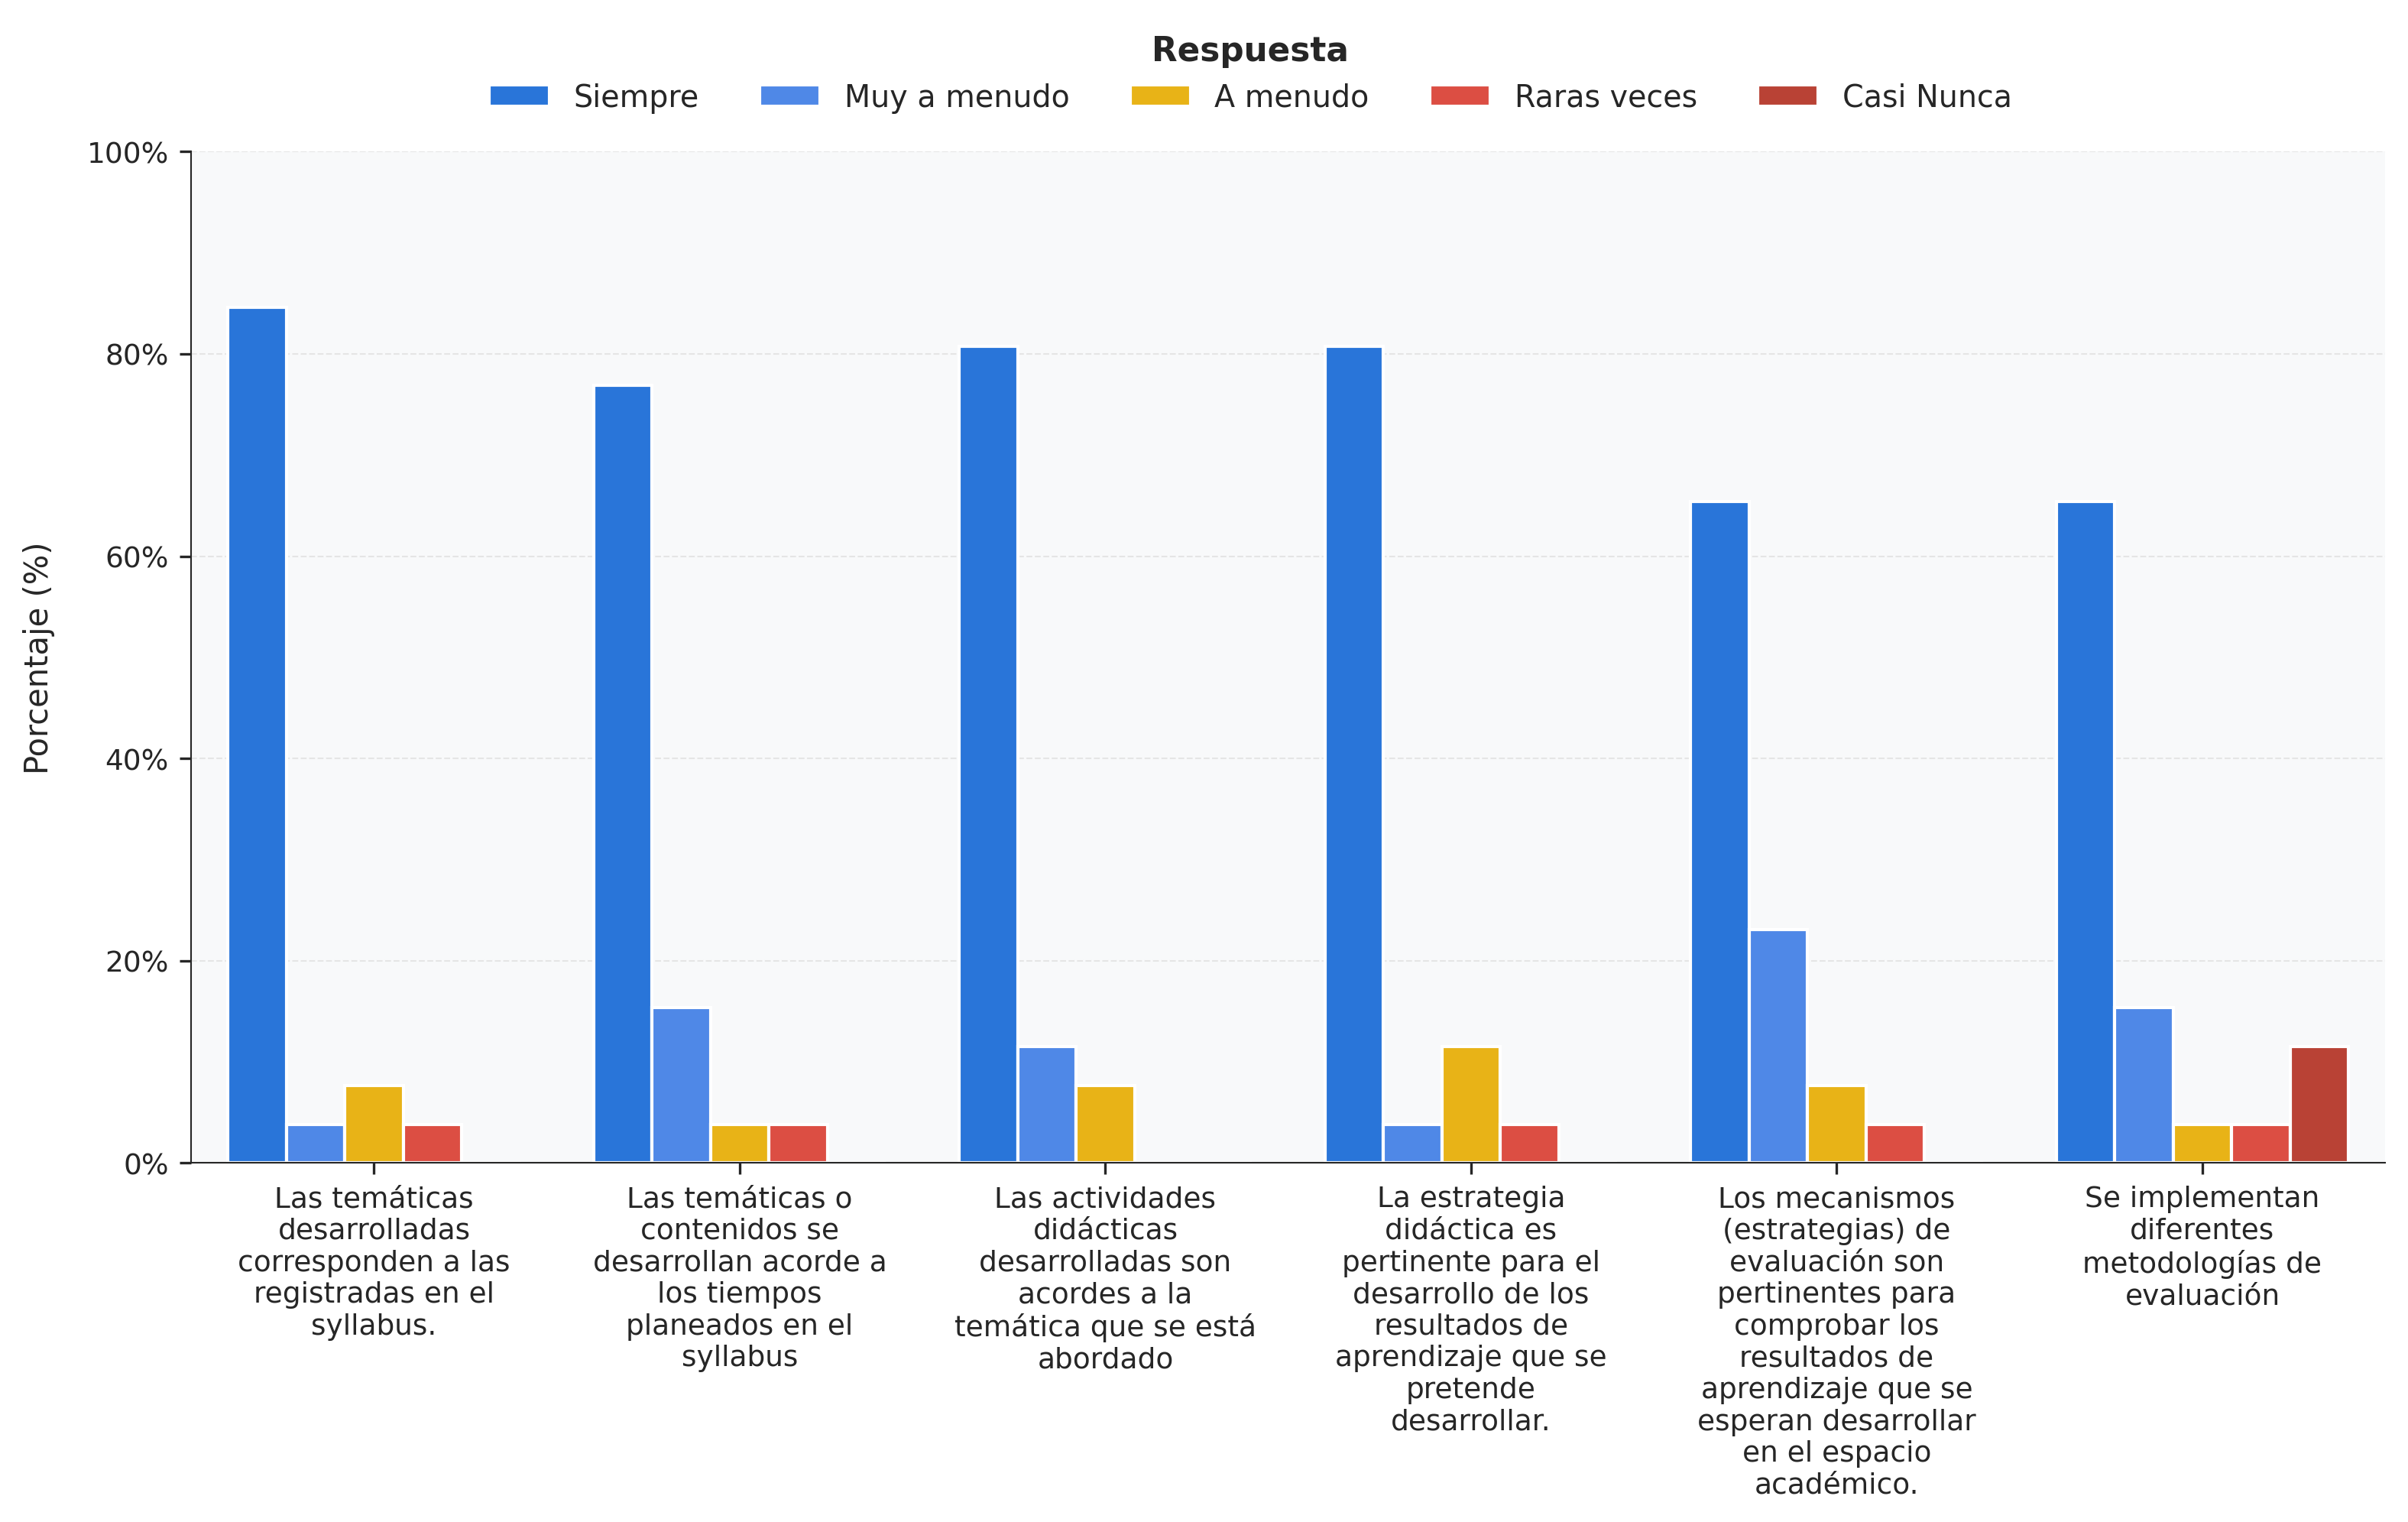 Respuesta
Siempre Muy a menudo A menudo Raras veces Casi Nunca
100%
80%
60%
40%
20%
0%
Porcentaje (%)
Las temáticas
desarrolladas
corresponden a las
registradas en el
syllabus.
Las temáticas o
contenidos se
desarrollan acorde a
los tiempos
planeados en el
syllabus
Las actividades
didácticas
desarrolladas son
acordes a la
temática que se está
abordado
La estrategia
didáctica es
pertinente para el
desarrollo de los
resultados de
aprendizaje que se
pretende
desarrollar.
Los mecanismos
(estrategias) de
evaluación son
pertinentes para
comprobar los
resultados de
aprendizaje que se
esperan desarrollar
en el espacio
académico.
Se implementan
diferentes
metodologías de
evaluación